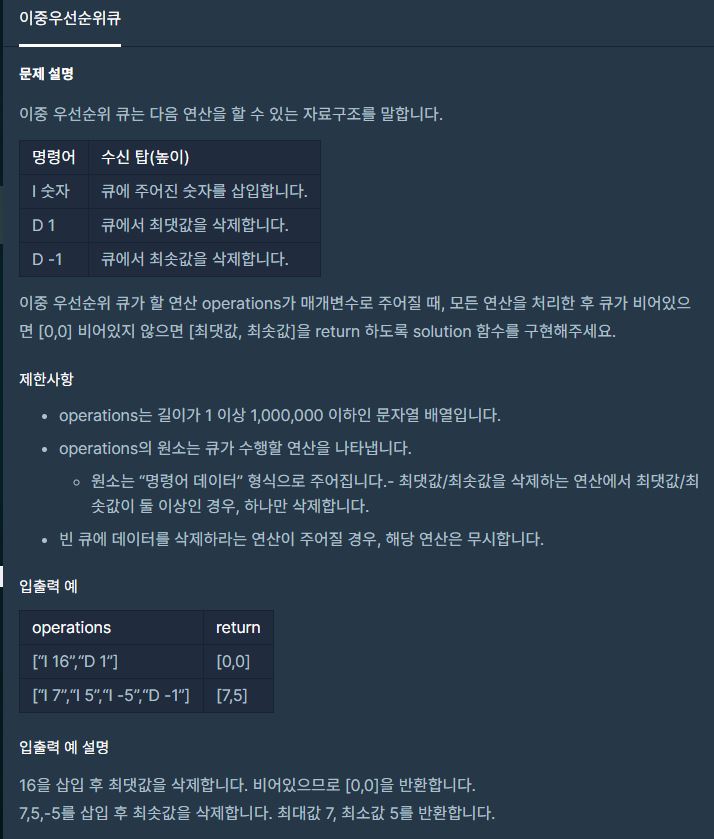 이중우선순위큐
문제 설명
이중 우선순위 큐는 다음 연산을 할 수 있는 자료구조를 말합니다.
명령어 수신 탑(높이)
I 숫자 큐에 주어진 숫자를 삽입합니다.
D 1 큐에서 최댓값을 삭제합니다.
D -1 큐에서 최솟값을 삭제합니다.
이중 우선순위 큐가 할 연산 operations가 매개변수로 주어질 때, 모든 연산을 처리한 후 큐가 비어있으
면 [0,0] 비어있지 않으면 [최댓값, 최솟값]을 return 하도록 solution 함수를 구현해주세요.
제한사항
• operations는 길이가 1 이상 1,000,000 이하인 문자열 배열입니다.
• operations의 원소는 큐가 수행할 연산을 나타냅니다.
◦ 원소는 “명령어 데이터” 형식으로 주어집니다.- 최댓값/최솟값을 삭제하는 연산에서 최댓값/최
솟값이 둘 이상인 경우, 하나만 삭제합니다.
• 빈 큐에 데이터를 삭제하라는 연산이 주어질 경우, 해당 연산은 무시합니다.
입출력 예
operations return
[“I 16”,“D 1”] [0,0]
[“I 7”,“I 5”,“I -5”,“D -1”] [7,5]
입출력 예 설명
16을 삽입 후 최댓값을 삭제합니다. 비어있으므로 [0,0]을 반환합니다.
7,5,-5를 삽입 후 최솟값을 삭제합니다. 최대값 7, 최소값 5를 반환합니다.